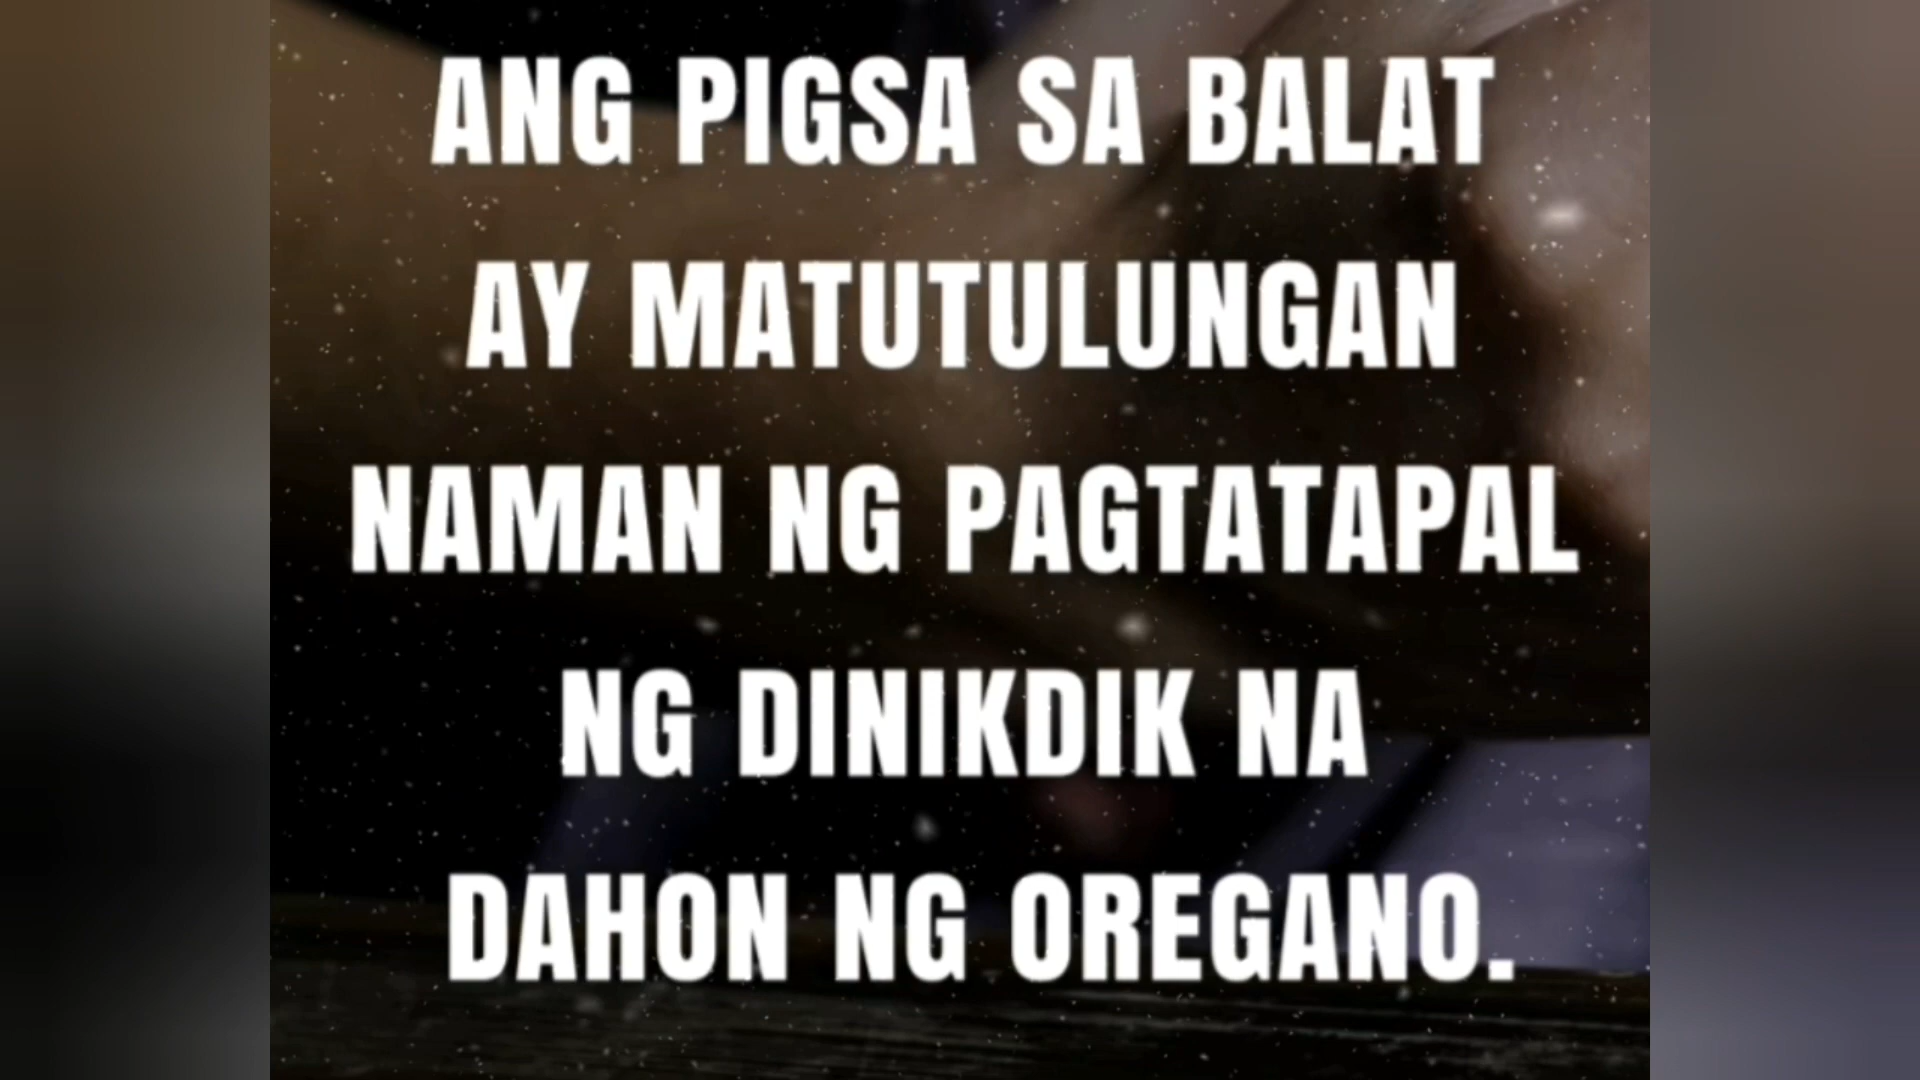 ANG PIGSA SA BALAT
AY MATUTULUNGAN
NAMAN NG PAGTATAPAL
NG DINIKDIK NA
DAHON NG OREGANO.